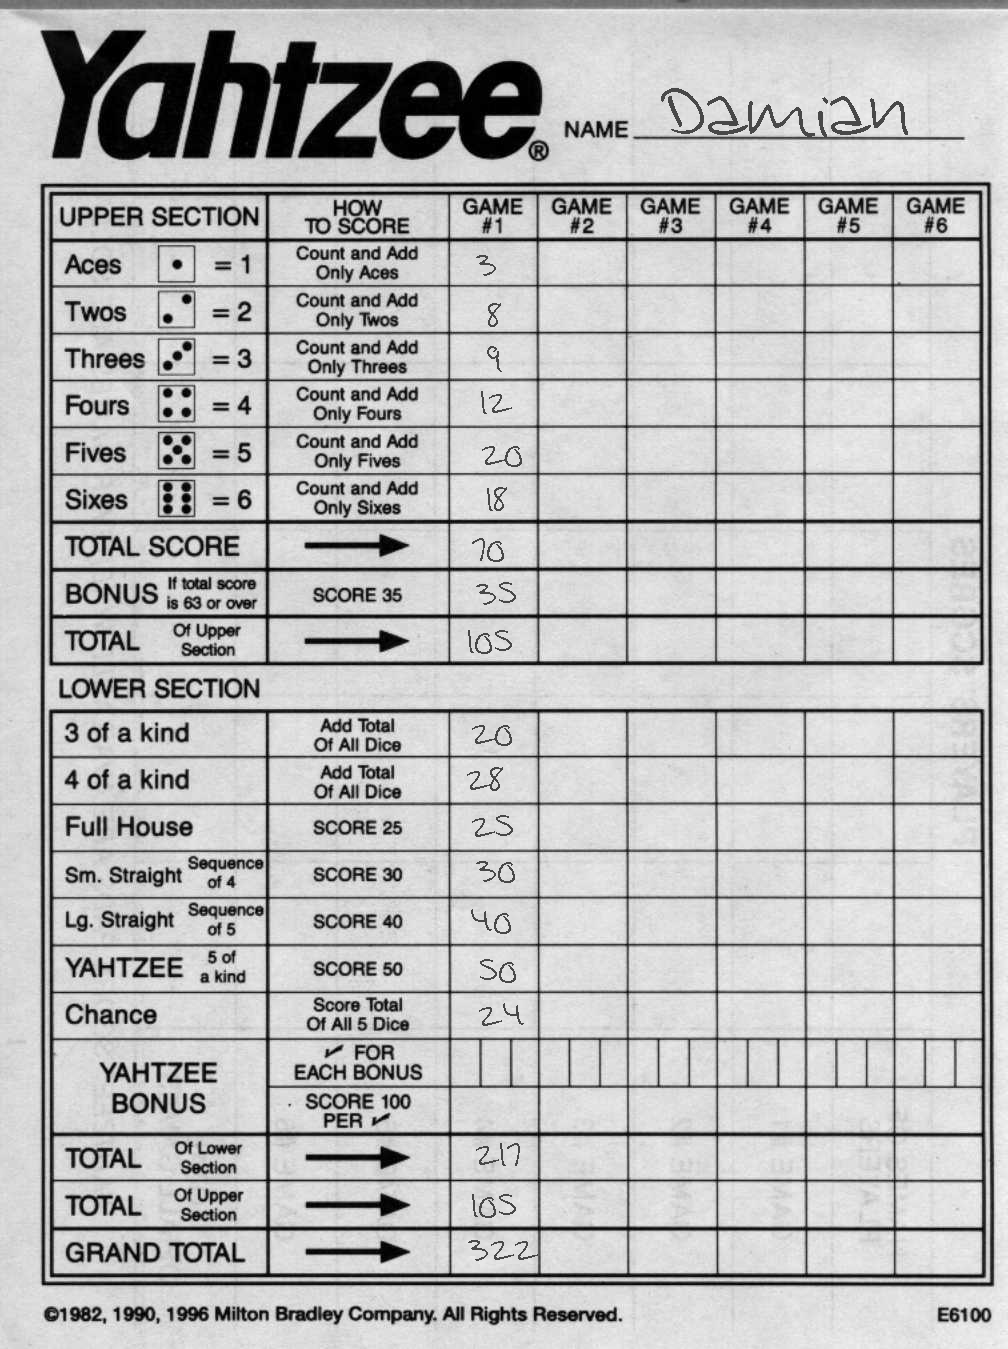 Yahtzee® NAME Damian
UPPER SECTION HOW TO SCORE GAME #1 GAME #2 GAME #3 GAME #4 GAME #5 GAME #6
Aces = 1 Count and Add Only Aces 3
Twos = 2 Count and Add Only Twos 8
Threes = 3 Count and Add Only Threes 9
Fours = 4 Count and Add Only Fours 12
Fives = 5 Count and Add Only Fives 20
Sixes = 6 Count and Add Only Sixes 18
TOTAL SCORE 70
BONUS If total score is 63 or over SCORE 35 35
TOTAL Of Upper Section 105
LOWER SECTION
3 of a kind Add Total Of All Dice 20
4 of a kind Add Total Of All Dice 28
Full House SCORE 25 25
Sm. Straight Sequence of 4 SCORE 30 30
Lg. Straight Sequence of 5 SCORE 40 40
YAHTZEE 5 of a kind SCORE 50 50
Chance Score Total Of All 5 Dice 24
YAHTZEE BONUS ✓ FOR EACH BONUS
SCORE 100 PER ✓
TOTAL Of Lower Section 217
TOTAL Of Upper Section 105
GRAND TOTAL 322
©1982, 1990, 1996 Milton Bradley Company. All Rights Reserved. E6100